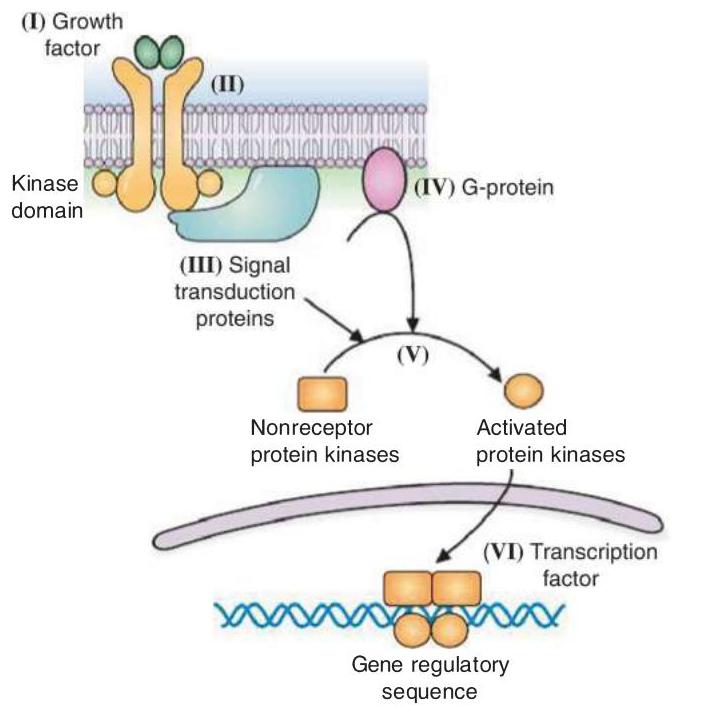 (I) Growth
factor
(II)
Kinase
domain
(IV) G-protein
(III) Signal
transduction
proteins
(V)
Nonreceptor
protein kinases
Activated
protein kinases
(VI) Transcription
factor
Gene regulatory
sequence